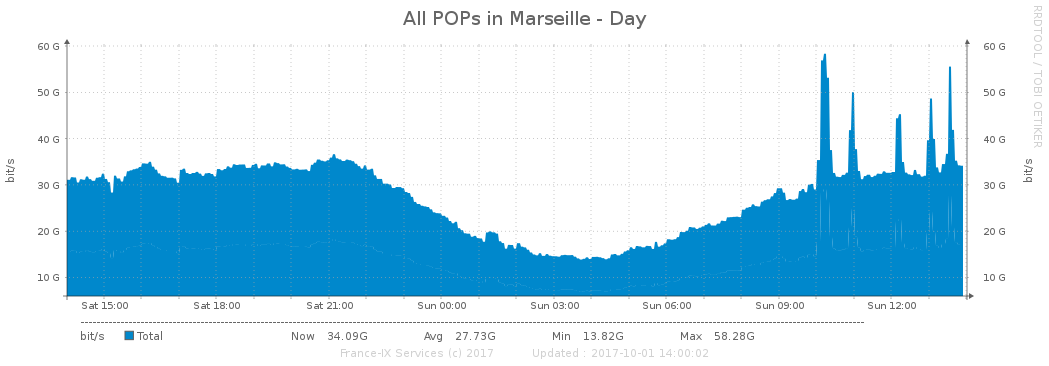 All POPs in Marseille - Day
RRDTOOL / TOBI OETIKER
bit/s
60 G 60 G
50 G 50 G
40 G 40 G
30 G 30 G
20 G 20 G
10 G 10 G
bit/s
Sat 15:00 Sat 18:00 Sat 21:00 Sun 00:00 Sun 03:00 Sun 06:00 Sun 09:00 Sun 12:00
bit/s Total Now 34.09G Avg 27.73G Min 13.82G Max 58.28G
France-IX Services (c) 2017 Updated : 2017-10-01 14:00:02